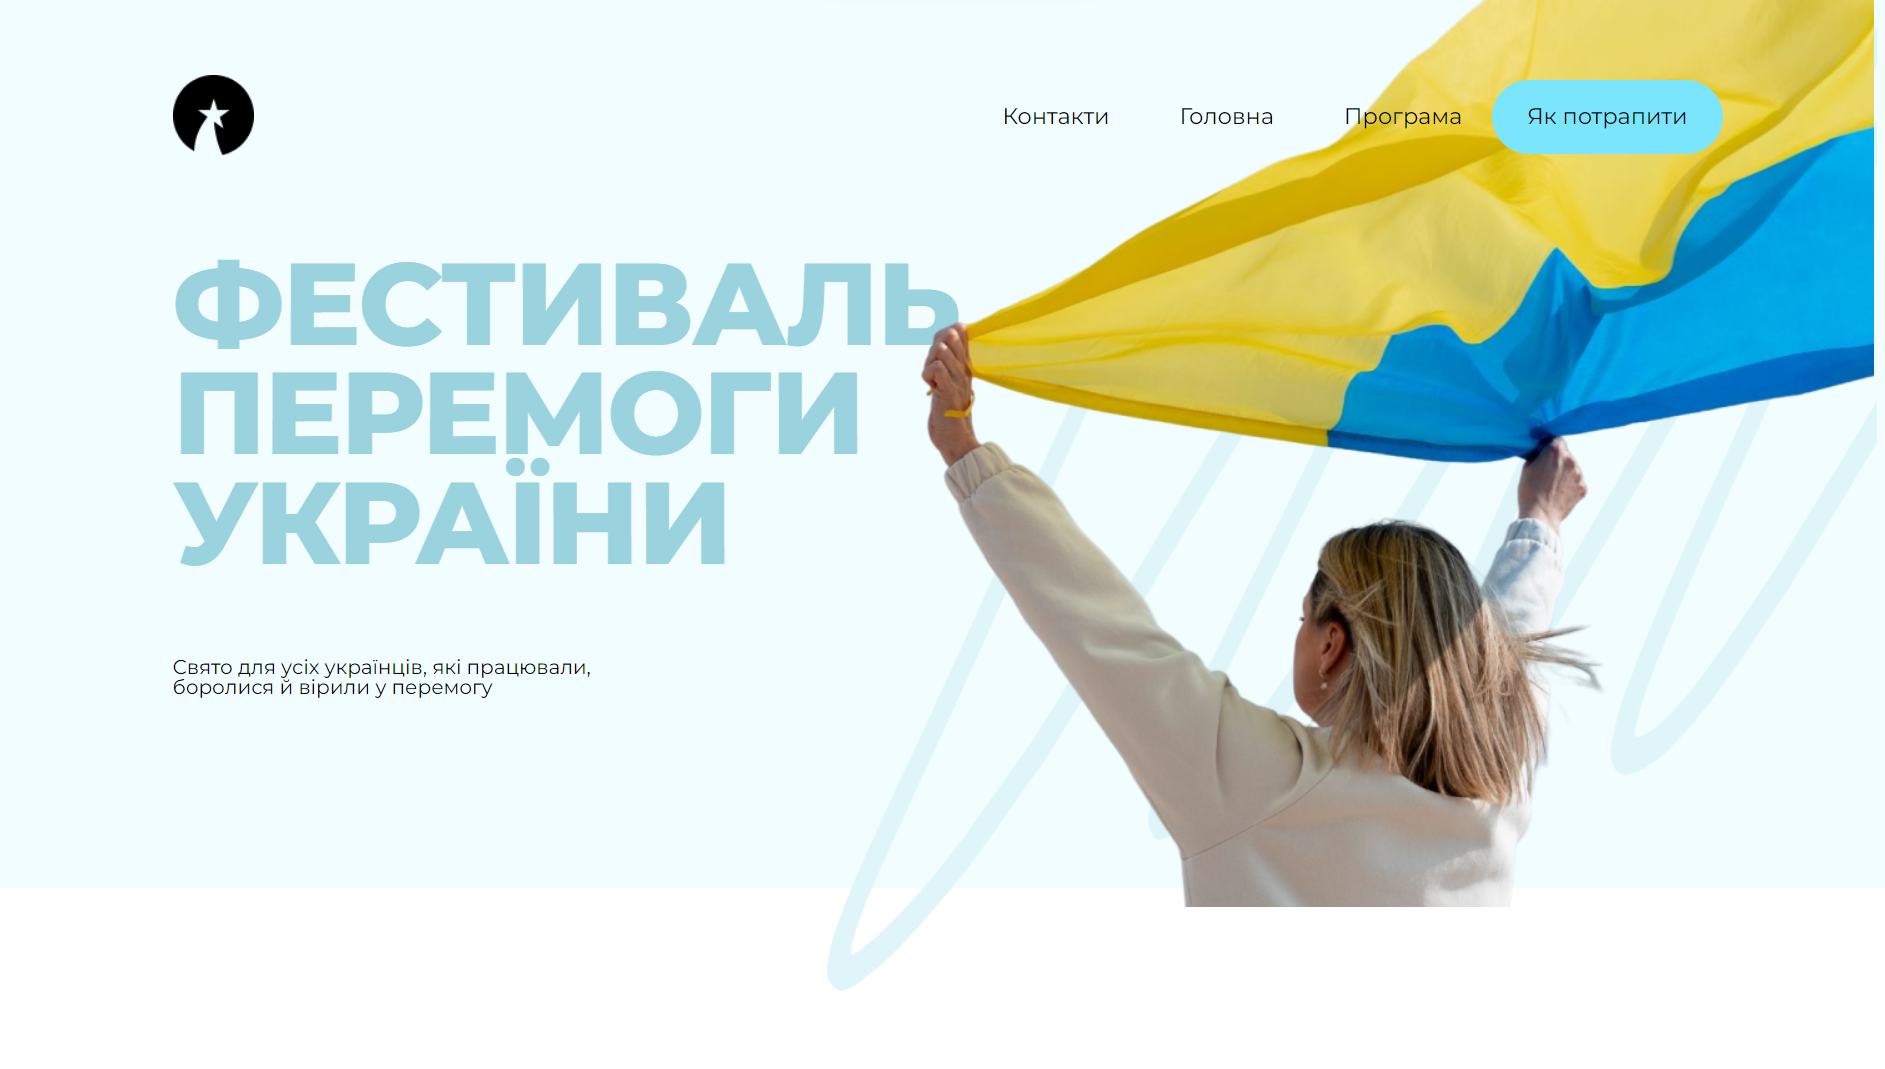 Контакти
Головна
Програма
Як потрапити
ФЕСТИВАЛЬ
ПЕРЕМОГИ
УКРАЇНИ
Свято для усіх українців, які працювали,
боролися й вірили у перемогу